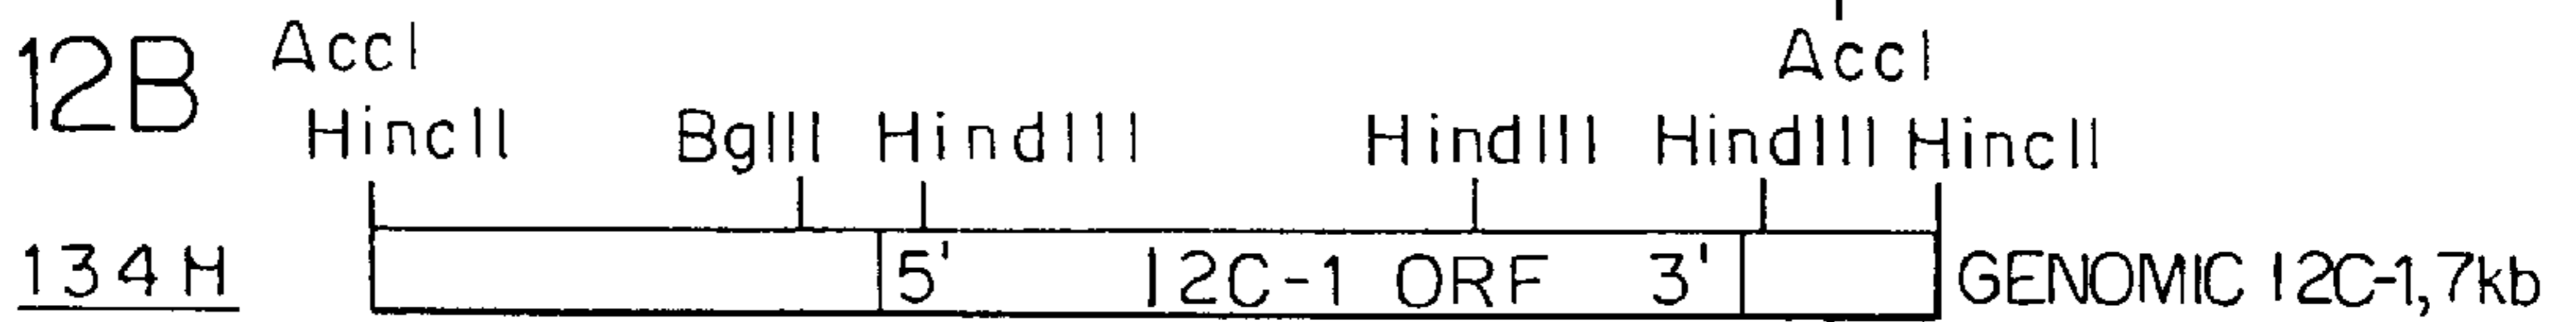 12B AccI AccI
HincII BglII HindIII HindIII HindIII HincII
134H 5' 12C-1 ORF 3' GENOMIC 12C-1,7kb